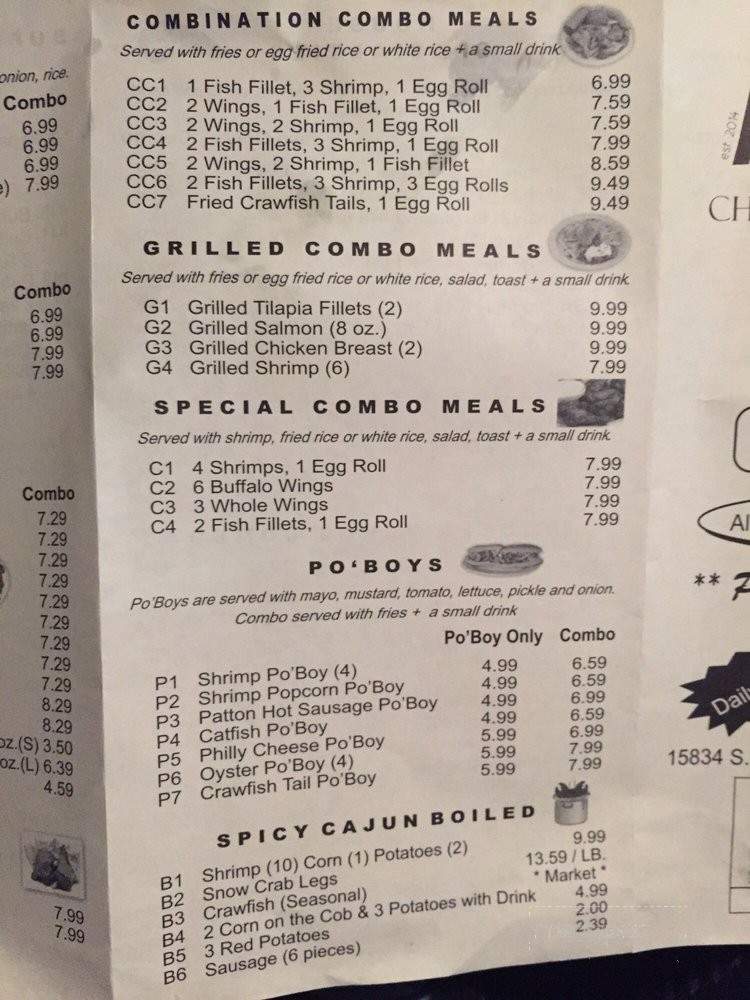 onion, rice.
Combo
6.99
6.99
6.99
7.99
Combo
6.99
6.99
7.99
7.99
Combo
7.29
7.29
7.29
7.29
7.29
7.29
7.29
7.29
7.29
8.29
8.29
oz.(S) 3.50
oz.(L) 6.39
4.59
7.99
7.99
COMBINATION COMBO MEALS
Served with fries or egg fried rice or white rice + a small drink
CC1 1 Fish Fillet, 3 Shrimp, 1 Egg Roll 6.99
CC2 2 Wings, 1 Fish Fillet, 1 Egg Roll 7.59
CC3 2 Wings, 2 Shrimp, 1 Egg Roll 7.59
CC4 2 Fish Fillets, 3 Shrimp, 1 Egg Roll 7.99
CC5 2 Wings, 2 Shrimp, 1 Fish Fillet 8.59
CC6 2 Fish Fillets, 3 Shrimp, 3 Egg Rolls 9.49
CC7 Fried Crawfish Tails, 1 Egg Roll 9.49
GRILLED COMBO MEALS
Served with fries or egg fried rice or white rice, salad, toast + a small drink
G1 Grilled Tilapia Fillets (2) 9.99
G2 Grilled Salmon (8 oz.) 9.99
G3 Grilled Chicken Breast (2) 9.99
G4 Grilled Shrimp (6) 7.99
SPECIAL COMBO MEALS
Served with shrimp, fried rice or white rice, salad, toast + a small drink
C1 4 Shrimps, 1 Egg Roll 7.99
C2 6 Buffalo Wings 7.99
C3 3 Whole Wings 7.99
C4 2 Fish Fillets, 1 Egg Roll 7.99
PO'BOYS
Po'Boys are served with mayo, mustard, tomato, lettuce, pickle and onion.
Combo served with fries + a small drink
Po'Boy Only Combo
P1 Shrimp Po'Boy (4) 4.99 6.59
P2 Shrimp Popcorn Po'Boy 4.99 6.59
P3 Patton Hot Sausage Po'Boy 4.99 6.99
P4 Catfish Po'Boy 4.99 6.59
P5 Philly Cheese Po'Boy 5.99 6.99
P6 Oyster Po'Boy (4) 5.99 7.99
P7 Crawfish Tail Po'Boy 5.99 7.99
SPICY CAJUN BOILED
B1 Shrimp (10) Corn (1) Potatoes (2) 9.99
B2 Snow Crab Legs 13.59 / LB.
B3 Crawfish (Seasonal) * Market *
B4 2 Corn on the Cob & 3 Potatoes with Drink 4.99
B5 3 Red Potatoes 2.00
B6 Sausage (6 pieces) 2.39
est. 2014
CH
Al
**
Daily
15834 S.